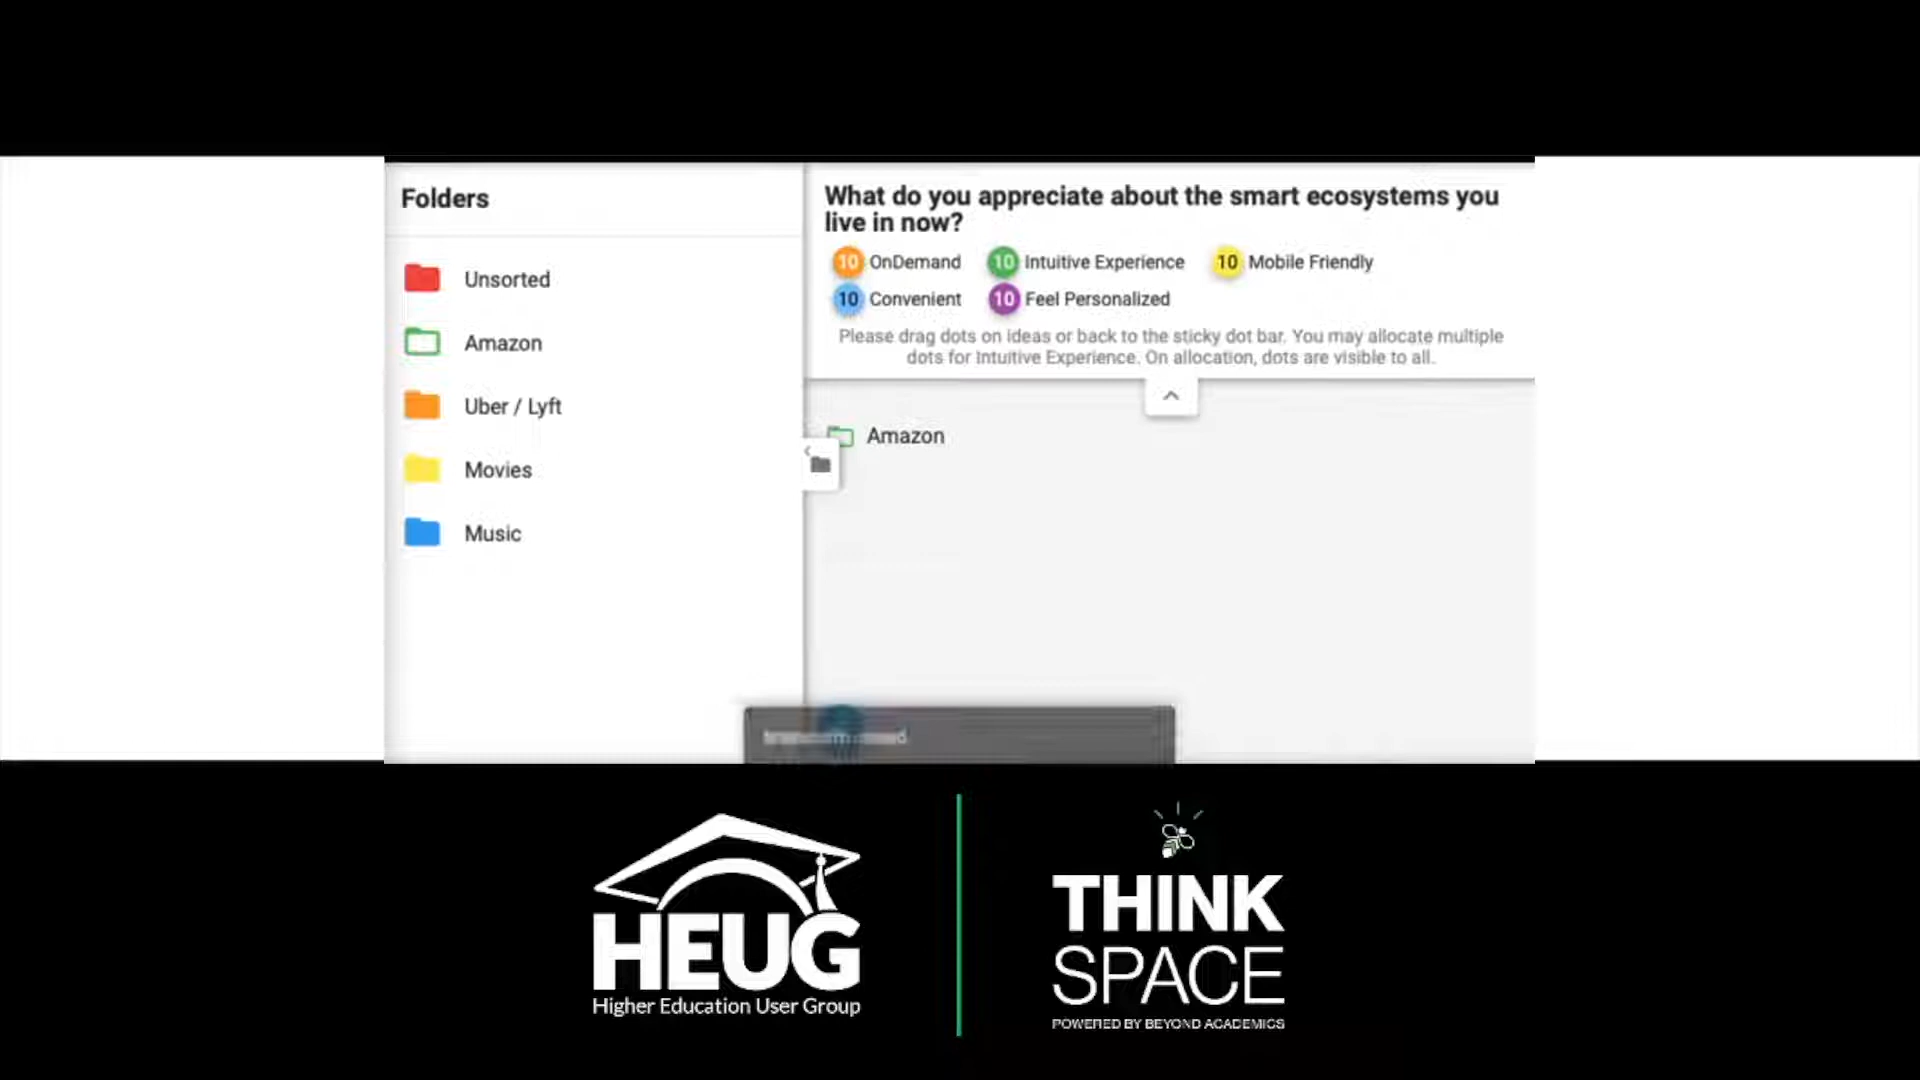 Folders
Unsorted
Amazon
Uber / Lyft
Movies
Music
What do you appreciate about the smart ecosystems you
live in now?
10 OnDemand 10 Intuitive Experience 10 Mobile Friendly
10 Convenient 10 Feel Personalized
Please drag dots on ideas or back to the sticky dot bar. You may allocate multiple
dots for Intuitive Experience. On allocation, dots are visible to all.
Amazon
HEUG
Higher Education User Group
THINK
SPACE
POWERED BY BEYOND ACADEMICS